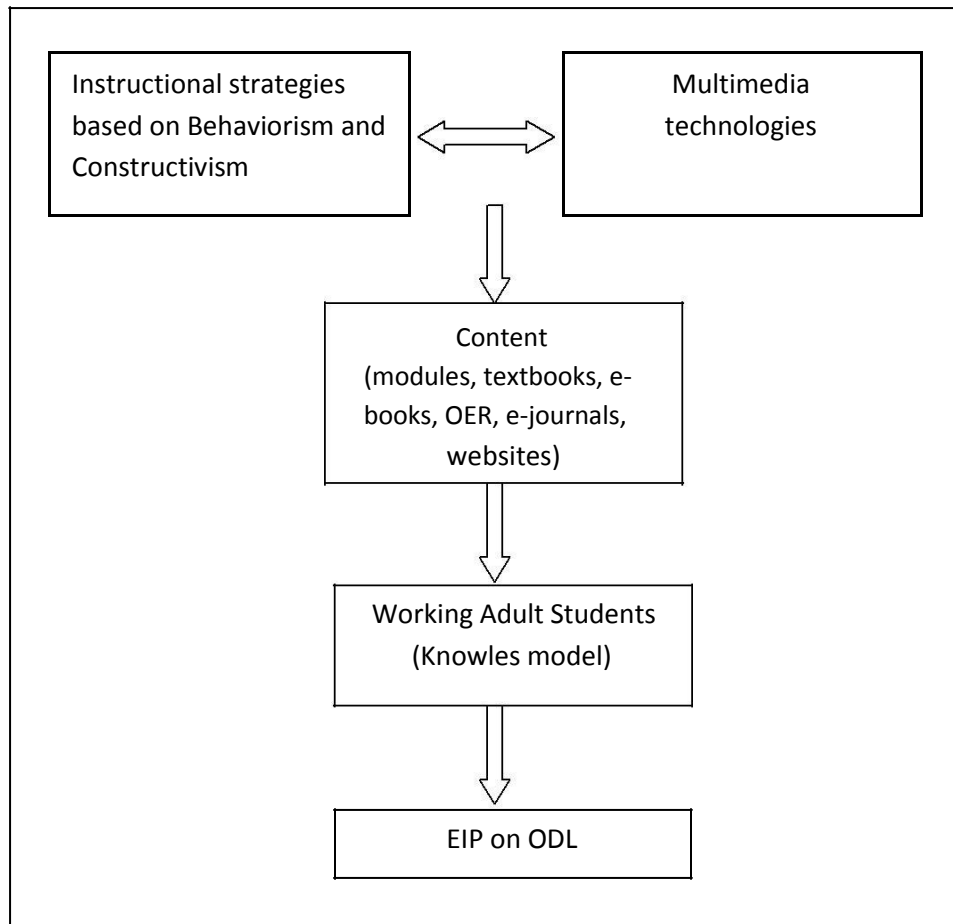 Instructional strategies
based on Behaviorism and
Constructivism
Multimedia
technologies
Content
(modules, textbooks, e-
books, OER, e-journals,
websites)
Working Adult Students
(Knowles model)
EIP on ODL